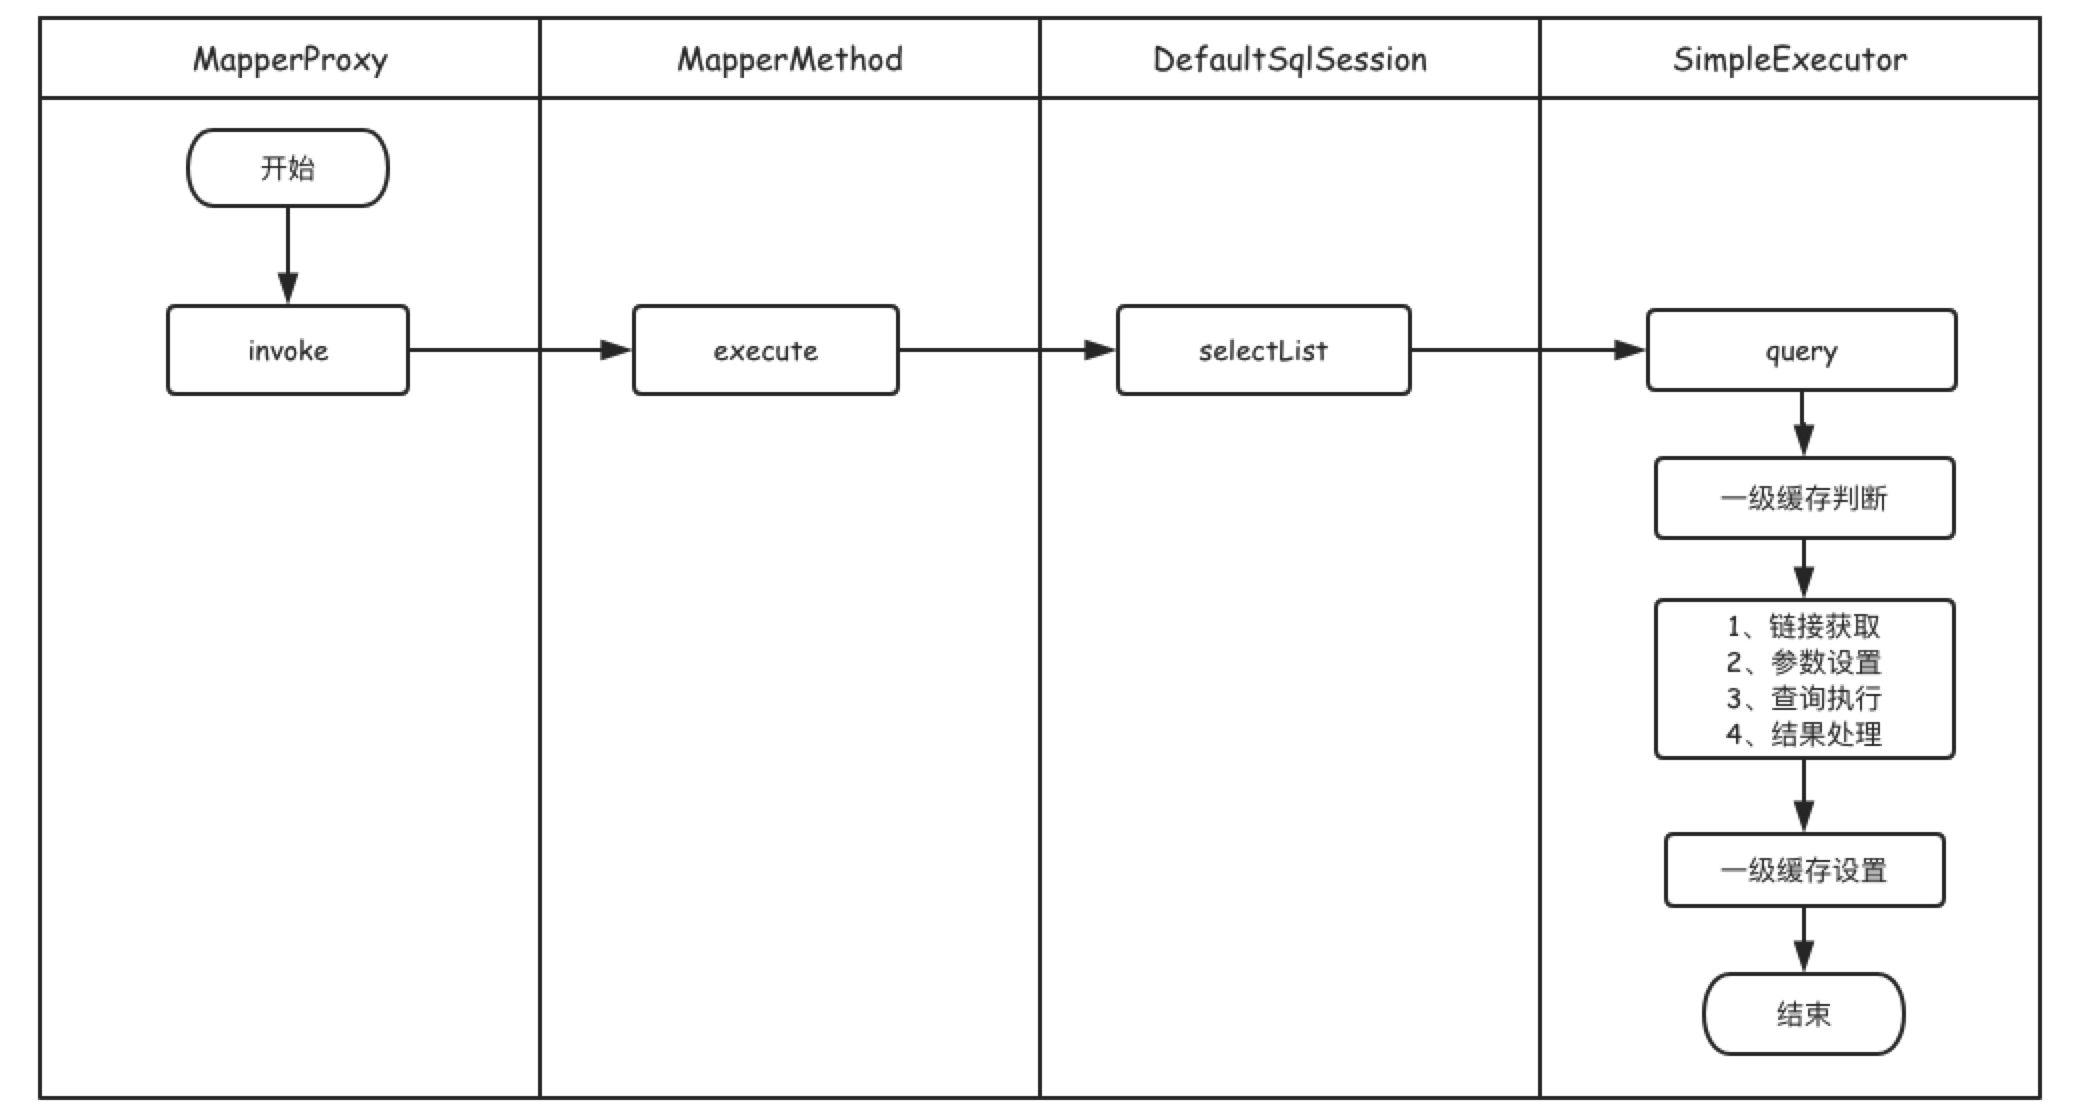 MapperProxy
MapperMethod
DefaultSqlSession
SimpleExecutor
开始
invoke
execute
selectList
query
一级缓存判断
1、链接获取
2、参数设置
3、查询执行
4、结果处理
一级缓存设置
结束